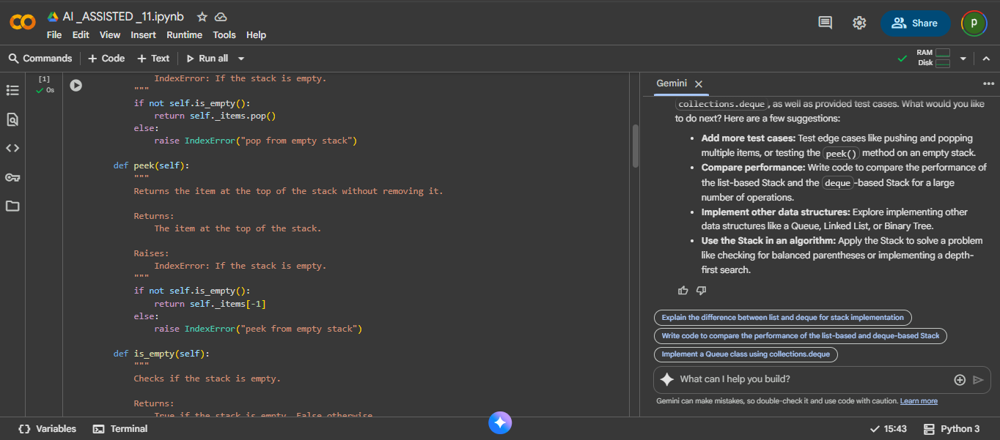 AI _ASSISTED _11.ipynb
File Edit View Insert Runtime Tools Help
Share
p
Commands + Code + Text Run all
RAM
Disk
[1]
0s
IndexError: If the stack is empty.
"""
if not self.is_empty():
return self._items.pop()
else:
raise IndexError("pop from empty stack")
def peek(self):
"""
Returns the item at the top of the stack without removing it.
Returns:
The item at the top of the stack.
Raises:
IndexError: If the stack is empty.
"""
if not self.is_empty():
return self._items[-1]
else:
raise IndexError("peek from empty stack")
def is_empty(self):
"""
Checks if the stack is empty.
Returns:
True if the stack is empty, False otherwise
Gemini
collections.deque , as well as provided test cases. What would you like
to do next? Here are a few suggestions:
• Add more test cases: Test edge cases like pushing and popping
multiple items, or testing the peek() method on an empty stack.
• Compare performance: Write code to compare the performance of
the list-based Stack and the deque -based Stack for a large
number of operations.
• Implement other data structures: Explore implementing other
data structures like a Queue, Linked List, or Binary Tree.
• Use the Stack in an algorithm: Apply the Stack to solve a problem
like checking for balanced parentheses or implementing a depth-
first search.
Explain the difference between list and deque for stack implementation
Write code to compare the performance of the list-based and deque-based Stack
Implement a Queue class using collections.deque
What can I help you build?
Gemini can make mistakes, so double-check it and use code with caution. Learn more
Variables Terminal
15:43 Python 3